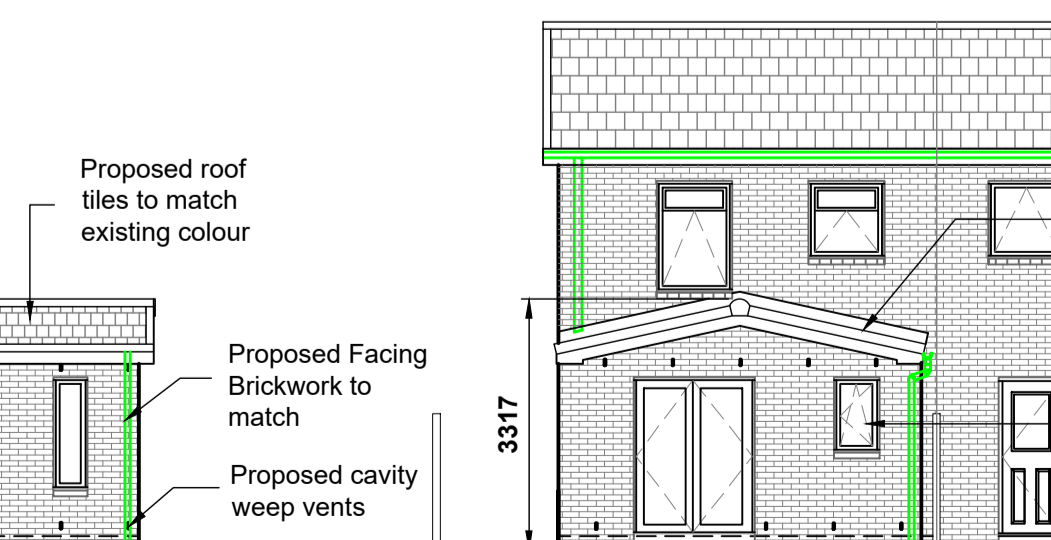 Proposed roof
tiles to match
existing colour
Proposed Facing
Brickwork to
match
Proposed cavity
weep vents
3317